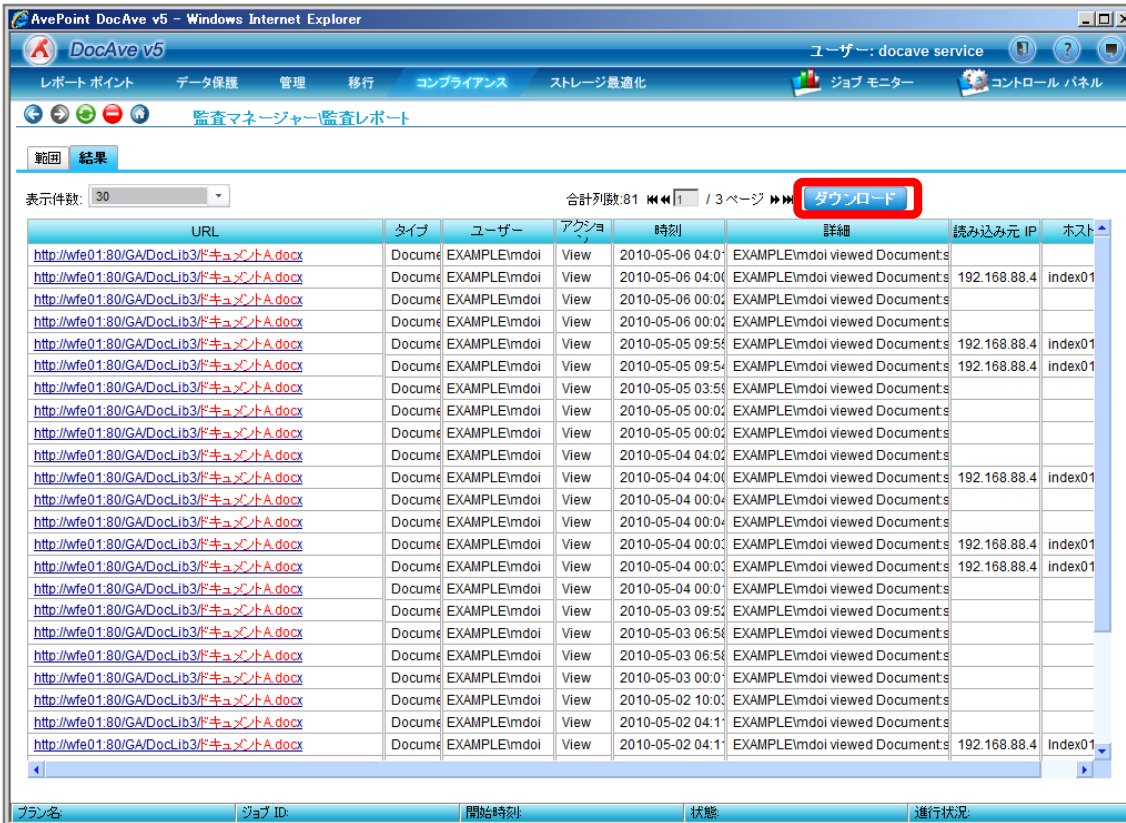 AvePoint DocAve v5 - Windows Internet Explorer
DocAve v5 ユーザー: docave service
レポート ポイント データ保護 管理 移行 コンプライアンス ストレージ最適化 ジョブ モニター コントロール パネル
監査マネージャー\監査レポート
範囲 結果
表示件数: 30 合計列数:81 1 / 3 ページ ダウンロード
URL タイプ ユーザー アクション 時刻 詳細 読み込み元 IP ホスト
http://wfe01:80/GA/DocLib3/ドキュメントA.docx Docume EXAMPLE\mdoi View 2010-05-06 04:01 EXAMPLE\mdoi viewed Document:s
http://wfe01:80/GA/DocLib3/ドキュメントA.docx Docume EXAMPLE\mdoi View 2010-05-06 04:00 EXAMPLE\mdoi viewed Document:s 192.168.88.4 index01
http://wfe01:80/GA/DocLib3/ドキュメントA.docx Docume EXAMPLE\mdoi View 2010-05-06 00:02 EXAMPLE\mdoi viewed Document:s
http://wfe01:80/GA/DocLib3/ドキュメントA.docx Docume EXAMPLE\mdoi View 2010-05-06 00:02 EXAMPLE\mdoi viewed Document:s
http://wfe01:80/GA/DocLib3/ドキュメントA.docx Docume EXAMPLE\mdoi View 2010-05-05 09:55 EXAMPLE\mdoi viewed Document:s 192.168.88.4 index01
http://wfe01:80/GA/DocLib3/ドキュメントA.docx Docume EXAMPLE\mdoi View 2010-05-05 09:54 EXAMPLE\mdoi viewed Document:s 192.168.88.4 index01
http://wfe01:80/GA/DocLib3/ドキュメントA.docx Docume EXAMPLE\mdoi View 2010-05-05 03:59 EXAMPLE\mdoi viewed Document:s
http://wfe01:80/GA/DocLib3/ドキュメントA.docx Docume EXAMPLE\mdoi View 2010-05-05 00:02 EXAMPLE\mdoi viewed Document:s
http://wfe01:80/GA/DocLib3/ドキュメントA.docx Docume EXAMPLE\mdoi View 2010-05-05 00:02 EXAMPLE\mdoi viewed Document:s
http://wfe01:80/GA/DocLib3/ドキュメントA.docx Docume EXAMPLE\mdoi View 2010-05-04 04:02 EXAMPLE\mdoi viewed Document:s
http://wfe01:80/GA/DocLib3/ドキュメントA.docx Docume EXAMPLE\mdoi View 2010-05-04 04:00 EXAMPLE\mdoi viewed Document:s 192.168.88.4 index01
http://wfe01:80/GA/DocLib3/ドキュメントA.docx Docume EXAMPLE\mdoi View 2010-05-04 00:04 EXAMPLE\mdoi viewed Document:s
http://wfe01:80/GA/DocLib3/ドキュメントA.docx Docume EXAMPLE\mdoi View 2010-05-04 00:04 EXAMPLE\mdoi viewed Document:s
http://wfe01:80/GA/DocLib3/ドキュメントA.docx Docume EXAMPLE\mdoi View 2010-05-04 00:03 EXAMPLE\mdoi viewed Document:s 192.168.88.4 index01
http://wfe01:80/GA/DocLib3/ドキュメントA.docx Docume EXAMPLE\mdoi View 2010-05-04 00:03 EXAMPLE\mdoi viewed Document:s 192.168.88.4 index01
http://wfe01:80/GA/DocLib3/ドキュメントA.docx Docume EXAMPLE\mdoi View 2010-05-04 00:01 EXAMPLE\mdoi viewed Document:s
http://wfe01:80/GA/DocLib3/ドキュメントA.docx Docume EXAMPLE\mdoi View 2010-05-03 09:52 EXAMPLE\mdoi viewed Document:s
http://wfe01:80/GA/DocLib3/ドキュメントA.docx Docume EXAMPLE\mdoi View 2010-05-03 06:58 EXAMPLE\mdoi viewed Document:s
http://wfe01:80/GA/DocLib3/ドキュメントA.docx Docume EXAMPLE\mdoi View 2010-05-03 06:58 EXAMPLE\mdoi viewed Document:s
http://wfe01:80/GA/DocLib3/ドキュメントA.docx Docume EXAMPLE\mdoi View 2010-05-03 00:01 EXAMPLE\mdoi viewed Document:s
http://wfe01:80/GA/DocLib3/ドキュメントA.docx Docume EXAMPLE\mdoi View 2010-05-02 10:03 EXAMPLE\mdoi viewed Document:s
http://wfe01:80/GA/DocLib3/ドキュメントA.docx Docume EXAMPLE\mdoi View 2010-05-02 04:11 EXAMPLE\mdoi viewed Document:s
http://wfe01:80/GA/DocLib3/ドキュメントA.docx Docume EXAMPLE\mdoi View 2010-05-02 04:11 EXAMPLE\mdoi viewed Document:s 192.168.88.4 Index01
プラン名: ジョブ ID: 開始時刻: 状態: 進行状況: